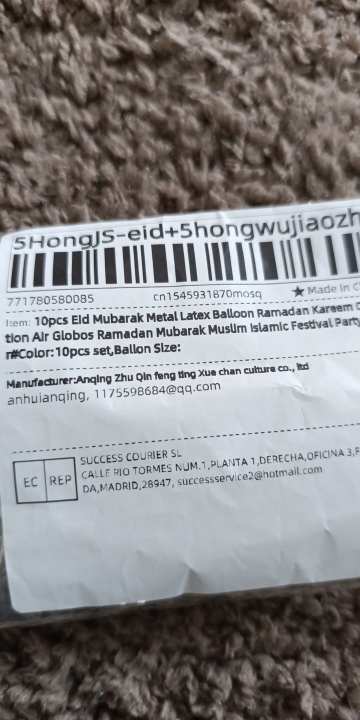 5HongJS-eid+5hongwujiaozh
771780580085 cn1545931870mosq ★Made in C
Item: 10pcs Eid Mubarak Metal Latex Balloon Ramadan Kareem
tion Air Globos Ramadan Mubarak Muslim Islamic Festival Party
r#Color:10pcs set,Ballon Size:
Manufacturer:Anqing Zhu Qin feng ting Xue chan culture co., ltd
anhuianqing, 1175598684@qq.com
EC REP
SUCCESS COURIER SL
CALLE RIO TORMES NUM.1,PLANTA 1,DERECHA,OFICINA 3,F
DA,MADRID,28947, successservice2@hotmail.com